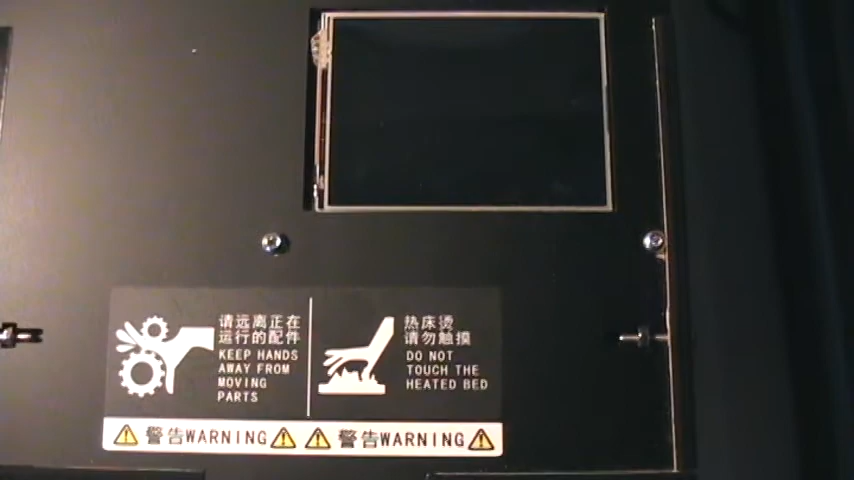 请远离正在
运行的配件
KEEP HANDS
AWAY FROM
MOVING
PARTS
热床烫
请勿触摸
DO NOT
TOUCH THE
HEATED BED
警告WARNING
警告WARNING